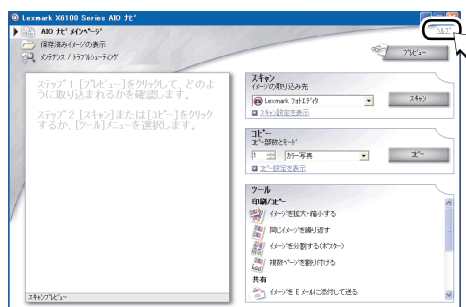 Lexmark X6100 Series AIO ナビ
AIO ナビ メインページ
保存済みイメージの表示
メンテナンス / トラブルシューティング
ヘルプ
プレビュー
ステップ 1 [プレビュー]をクリックして、どのよ
うに取り込まれるかを確認します。
ステップ 2 [スキャン]または[コピー]をクリック
するか、[ツール]メニューを選択します。
スキャン
イメージの取り込み先
Lexmark フォトエディタ
スキャン
スキャン設定を表示
コピー
コピー部数とモード
1
カラー写真
コピー
コピー設定を表示
ツール
印刷/コピー
イメージを拡大・縮小する
同じイメージを繰り返す
イメージを分割する(ポスター)
複数ページを割り付ける
共有
イメージを E メールに添付して送る
スキャンプレビュー